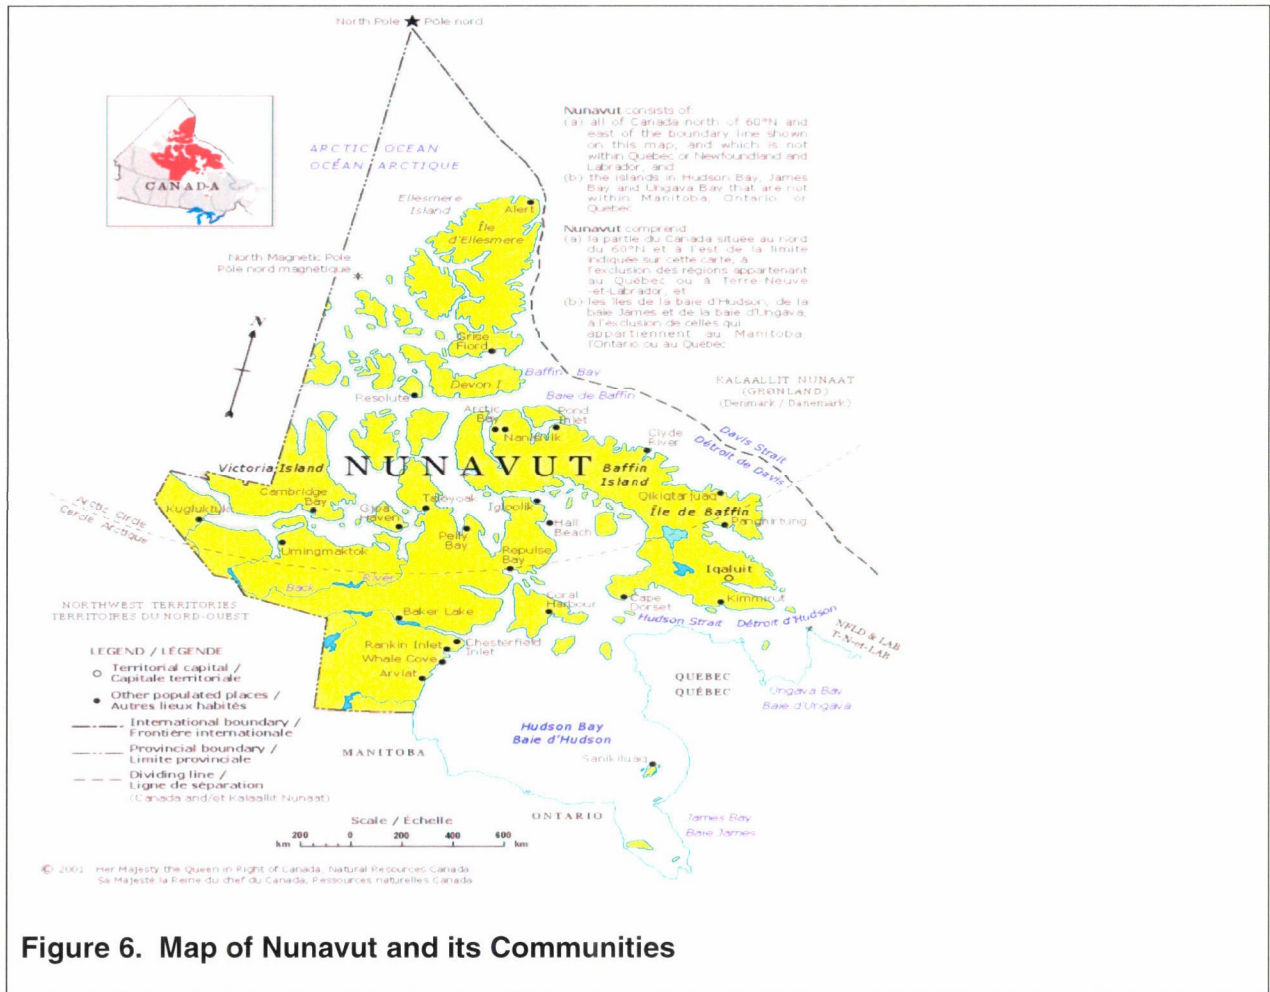 North Pole ★ Pôle nord
CANADA
ARCTIC OCEAN
OCÉAN ARCTIQUE
Nunavut consists of:
(a) all of Canada north of 60°N and
east of the boundary line shown
on this map, and which is not
within Quebec or Newfoundland and
Labrador, and
(b) the islands in Hudson Bay, James
Bay and Ungava Bay that are not
within Manitoba, Ontario, or
Quebec
Nunavut comprend
(a) la partie du Canada située au nord
du 60°N et à l'est de la limite
indiquée sur cette carte, à
l'exclusion des régions appartenant
au Québec ou à Terre-Neuve
-et-Labrador, et
(b) les îles de la baie d'Hudson, de la
baie James et de la baie d'Ungava,
à l'exclusion de celles qui
appartiennent au Manitoba
l'Ontario ou au Québec
Ellesmere
Island
Alert
Île
d'Ellesmere
North Magnetic Pole
Pôle nord magnétique
N
Grise
Fiord
Devon I
Baffin Bay
Baie de Baffin
KALAALLIT NUNAAT
(GRØNLAND)
(Denmark / Danemark)
Resolute
Arctic
Bay
Nanisivik
Pond
Inlet
Clyde
River
Davis Strait
Détroit de Davis
Victoria Island
NUNAVUT
Baffin
Island
Cambridge
Bay
Kugluktuk
Gjoa
Haven
Taloyoak
Igloolik
Qikiqtarjuaq
Île de Baffin
Arctic Circle
Cercle Arctique
Hall
Beach
Pangnirtung
Pelly
Bay
Umingmaktok
Repulse
Bay
Iqaluit
Back River
Coral
Harbour
Cape
Dorset
Kimmirut
NORTHWEST TERRITORIES
TERRITOIRES DU NORD-OUEST
Baker Lake
Hudson Strait Détroit d'Hudson
NFLD & LAB
T-N-et-LAB
Rankin Inlet
Chesterfield
Inlet
Whale Cove
Arviat
LEGEND / LÉGENDE
Territorial capital /
Capitale territoriale
Other populated places /
Autres lieux habités
International boundary /
Frontière internationale
Provincial boundary /
Limite provinciale
Dividing line /
Ligne de séparation
(Canada and/et Kalaallit Nunaat)
QUEBEC
QUÉBEC
Ungava Bay
Baie d'Ungava
Hudson Bay
Baie d'Hudson
MANITOBA
Sanikiluaq
ONTARIO
James Bay
Baie James
Scale / Échelle
200 0 200 400 600
km km
© 2001. Her Majesty the Queen in Right of Canada, Natural Resources Canada.
Sa Majesté la Reine du chef du Canada, Ressources naturelles Canada
Figure 6. Map of Nunavut and its Communities